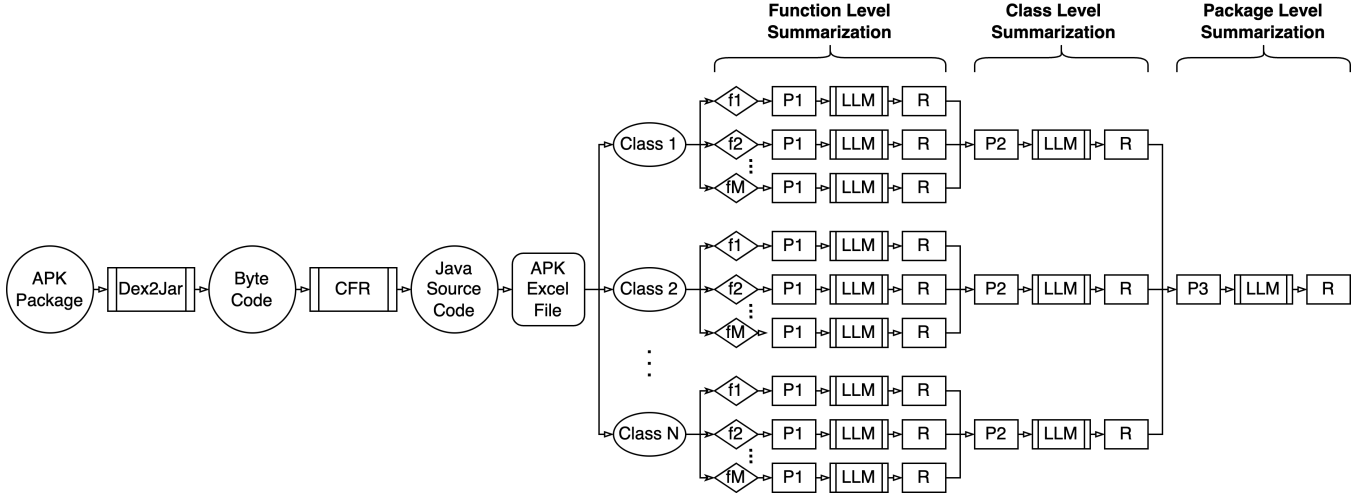 Function Level
Summarization
Class Level
Summarization
Package Level
Summarization
APK
Package
Dex2Jar
Byte
Code
CFR
Java
Source
Code
APK
Excel
File
Class 1
f1
P1
LLM
R
f2
P1
LLM
R
fM
P1
LLM
R
P2
LLM
R
Class 2
f1
P1
LLM
R
f2
P1
LLM
R
fM
P1
LLM
R
P2
LLM
R
Class N
f1
P1
LLM
R
f2
P1
LLM
R
fM
P1
LLM
R
P2
LLM
R
P3
LLM
R